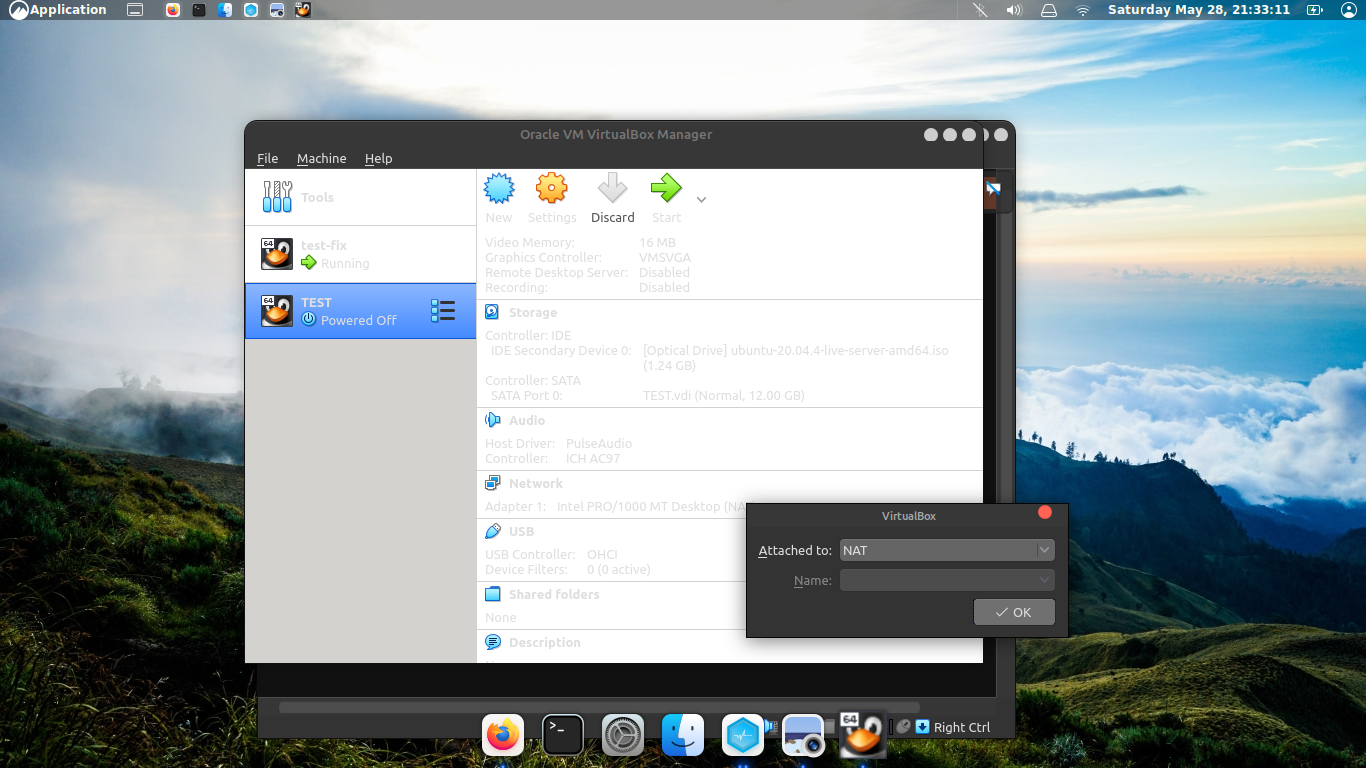 Application
Saturday May 28, 21:33:11
Oracle VM VirtualBox Manager
File Machine Help
Tools
New Settings Discard Start
64
test-fix
Running
64
TEST
Powered Off
Video Memory: 16 MB
Graphics Controller: VMSVGA
Remote Desktop Server: Disabled
Recording: Disabled
Storage
Controller: IDE
IDE Secondary Device 0: [Optical Drive] ubuntu-20.04.4-live-server-amd64.iso
(1.24 GB)
Controller: SATA
SATA Port 0: TEST.vdi (Normal, 12.00 GB)
Audio
Host Driver: PulseAudio
Controller: ICH AC97
Network
Adapter 1: Intel PRO/1000 MT Desktop (NA
USB
USB Controller: OHCI
Device Filters: 0 (0 active)
Shared folders
None
Description
VirtualBox
Attached to: NAT
Name:
OK
Right Ctrl
>_
64